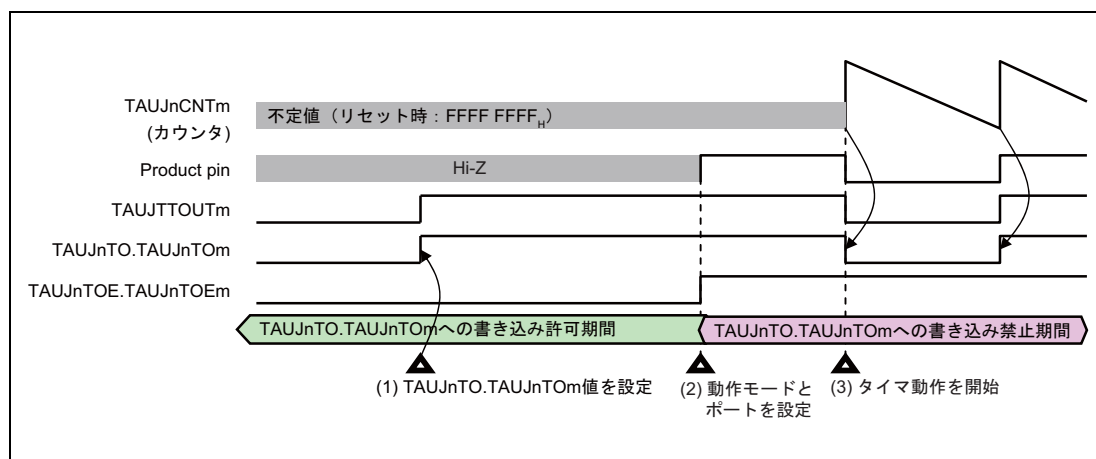 TAUJnCNTm
(カウンタ)
不定値（リセット時：FFFF FFFFH）
Product pin
Hi-Z
TAUJTTOUTm
TAUJnTO.TAUJnTOm
TAUJnTOE.TAUJnTOEm
TAUJnTO.TAUJnTOmへの書き込み許可期間
TAUJnTO.TAUJnTOmへの書き込み禁止期間
(1) TAUJnTO.TAUJnTOm値を設定
(2) 動作モードと
ポートを設定
(3) タイマ動作を開始